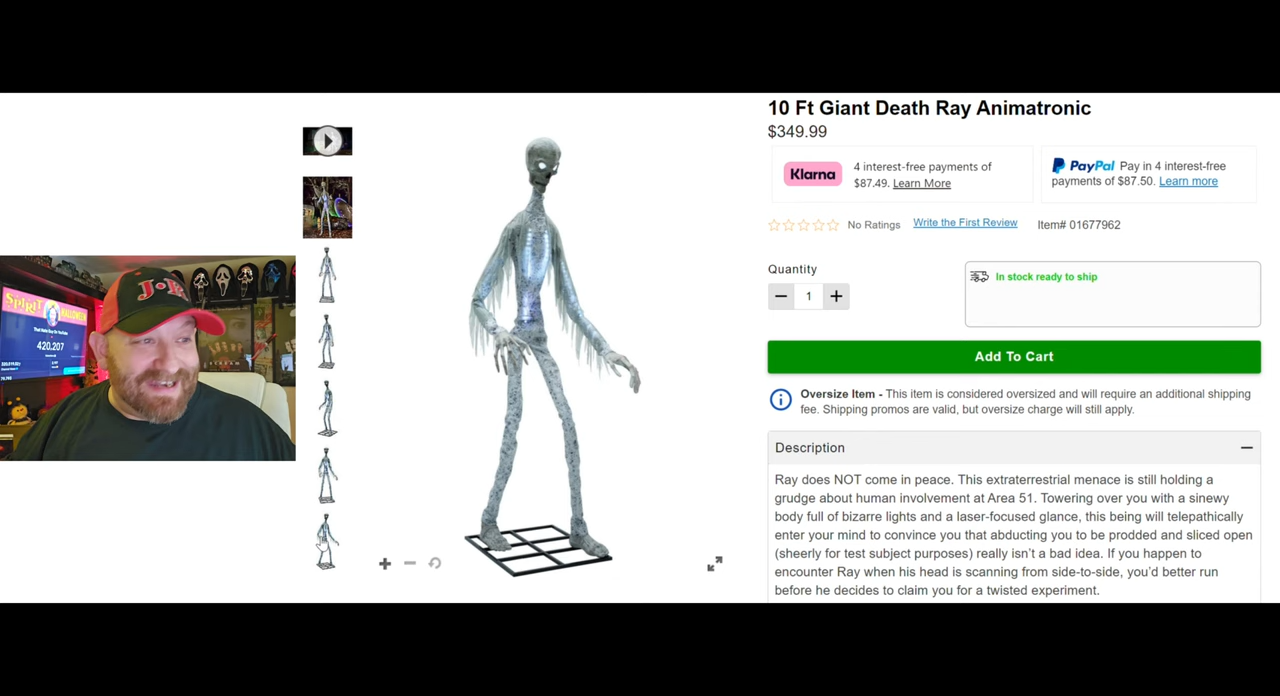 10 Ft Giant Death Ray Animatronic
$349.99
Klarna
4 interest-free payments of
$87.49. Learn More
PayPal Pay in 4 interest-free
payments of $87.50. Learn more
No Ratings
Write the First Review
Item# 01677962
Quantity
1
In stock ready to ship
Add To Cart
Oversize Item - This item is considered oversized and will require an additional shipping
fee. Shipping promos are valid, but oversize charge will still apply.
Description
Ray does NOT come in peace. This extraterrestrial menace is still holding a
grudge about human involvement at Area 51. Towering over you with a sinewy
body full of bizarre lights and a laser-focused glance, this being will telepathically
enter your mind to convince you that abducting you to be prodded and sliced open
(sheerly for test subject purposes) really isn’t a bad idea. If you happen to
encounter Ray when his head is scanning from side-to-side, you’d better run
before he decides to claim you for a twisted experiment.
SPIRIT
HALLOWEEN
420,207
SCREAM